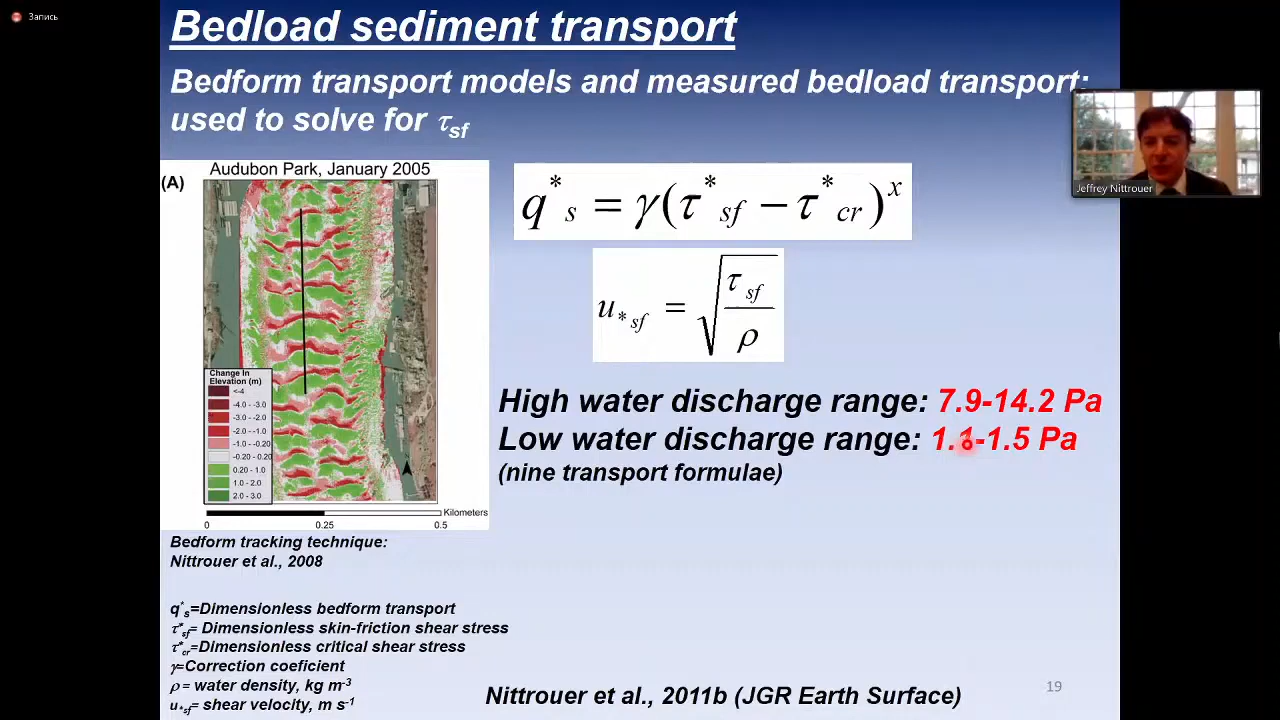 Запись
Bedload sediment transport
Bedform transport models and measured bedload transport:
used to solve for τsf
Jeffrey Nittrouer
Audubon Park, January 2005
(A)
q*s = γ(τ*sf − τ*cr)x
u*sf = √τsf/ρ
Change In
Elevation (m)
<-4
-4.0 - -3.0
-3.0 - -2.0
-2.0 - -1.0
-1.0 - -0.20
-0.20 - 0.20
0.20 - 1.0
1.0 - 2.0
2.0 - 3.0
Kilometers
0 0.25 0.5
High water discharge range: 7.9-14.2 Pa
Low water discharge range: 1.1-1.5 Pa
(nine transport formulae)
Bedform tracking technique:
Nittrouer et al., 2008
q*s=Dimensionless bedform transport
τ*sf= Dimensionless skin-friction shear stress
τ*cr=Dimensionless critical shear stress
γ=Correction coeficient
ρ = water density, kg m-3
u*sf= shear velocity, m s-1
Nittrouer et al., 2011b (JGR Earth Surface)
19